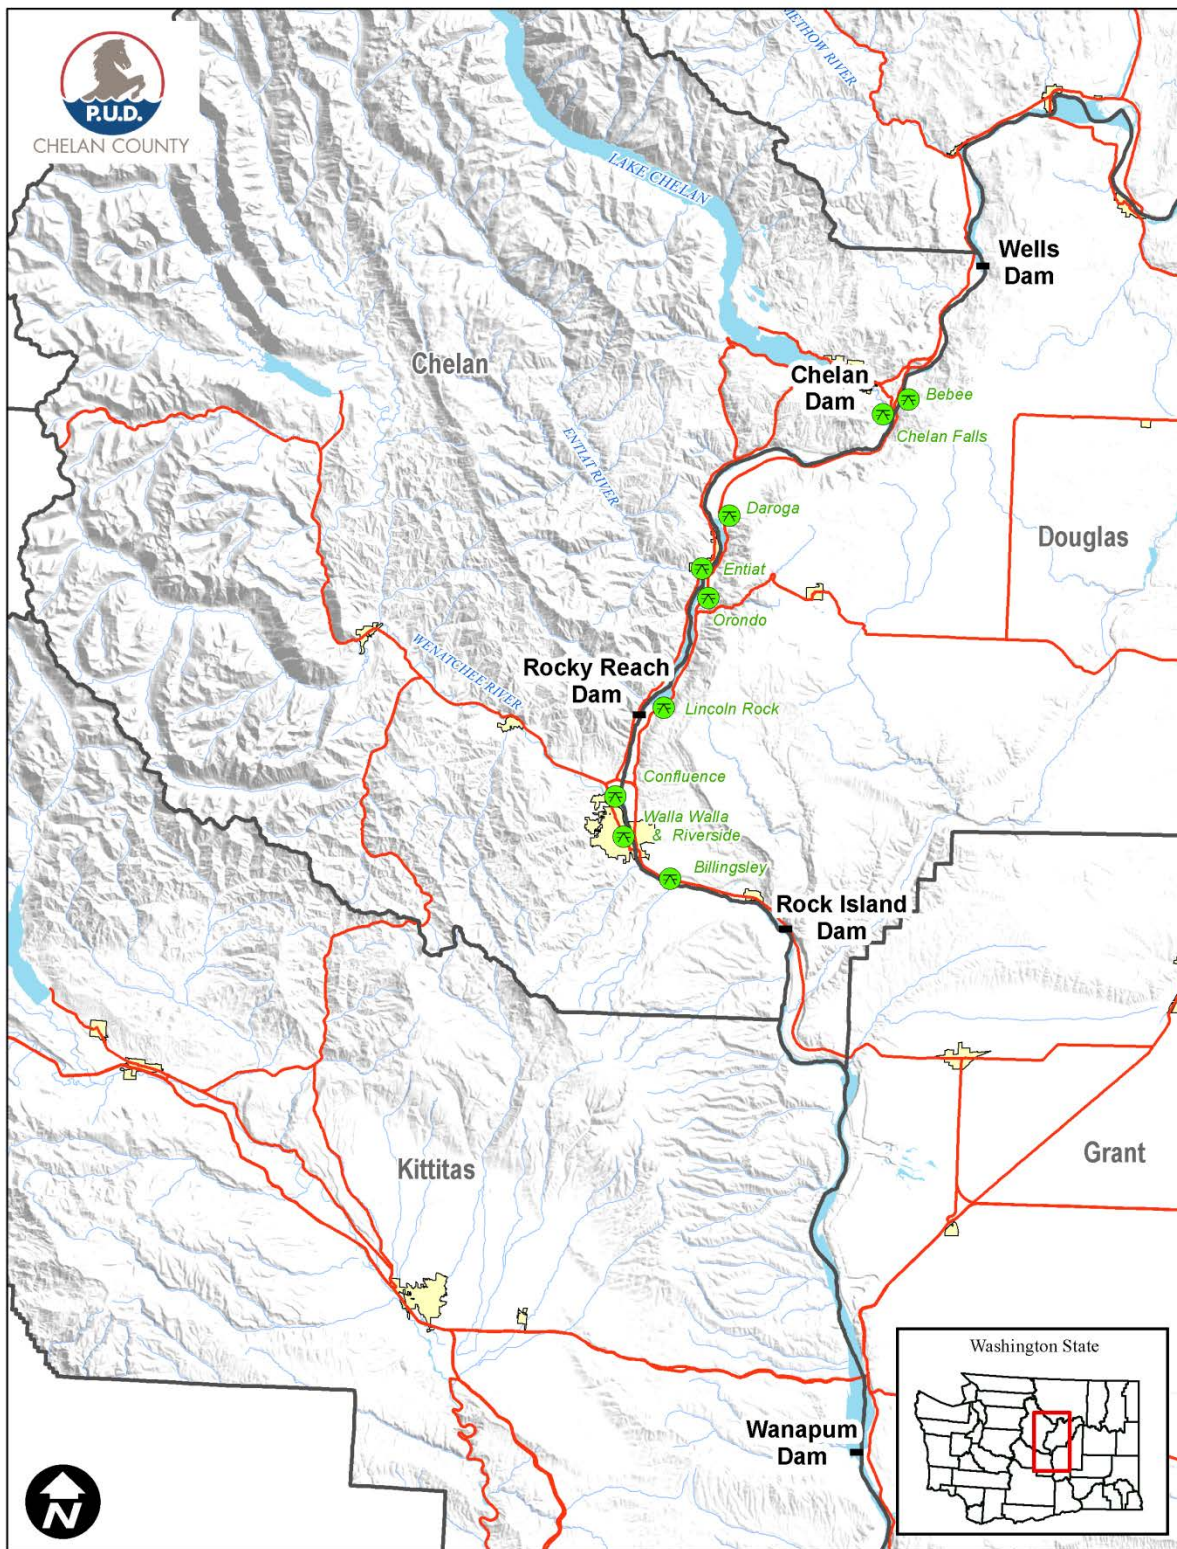 P.U.D.
CHELAN COUNTY
METHOW RIVER
LAKE CHELAN
Wells
Dam
Chelan
Chelan
Dam
Bebee
Chelan Falls
ENTIAT RIVER
Daroga
Douglas
Entiat
Orondo
WENATCHEE RIVER
Rocky Reach
Dam
Lincoln Rock
Confluence
Walla Walla
& Riverside
Billingsley
Rock Island
Dam
Kittitas
Grant
Washington State
Wanapum
Dam
N